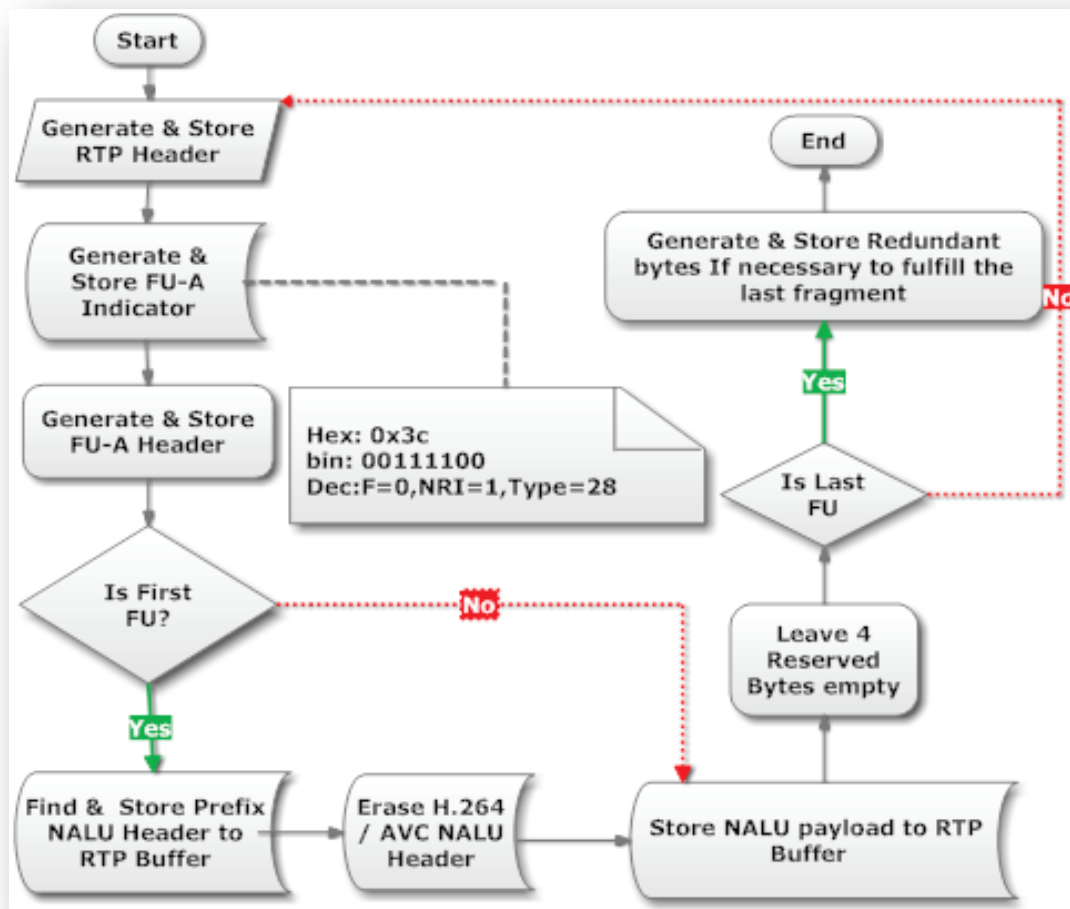 Start
Generate & Store
RTP Header
Generate &
Store FU-A
Indicator
Generate & Store
FU-A Header
Hex: 0x3c
bin: 00111100
Dec:F=0,NRI=1,Type=28
Is First
FU?
No
Yes
Find & Store Prefix
NALU Header to
RTP Buffer
Erase H.264
/ AVC NALU
Header
Store NALU payload to RTP
Buffer
Leave 4
Reserved
Bytes empty
Is Last
FU
No
Yes
Generate & Store Redundant
bytes If necessary to fulfill the
last fragment
End